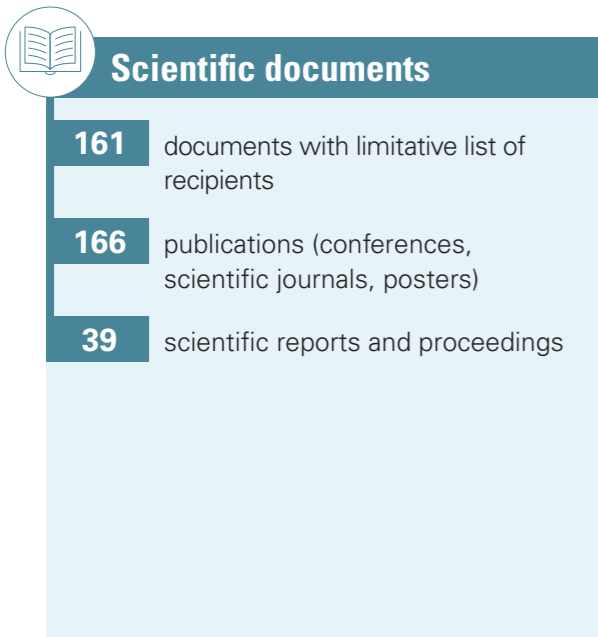 Scientific documents
161 documents with limitative list of
recipients
166 publications (conferences,
scientific journals, posters)
39 scientific reports and proceedings